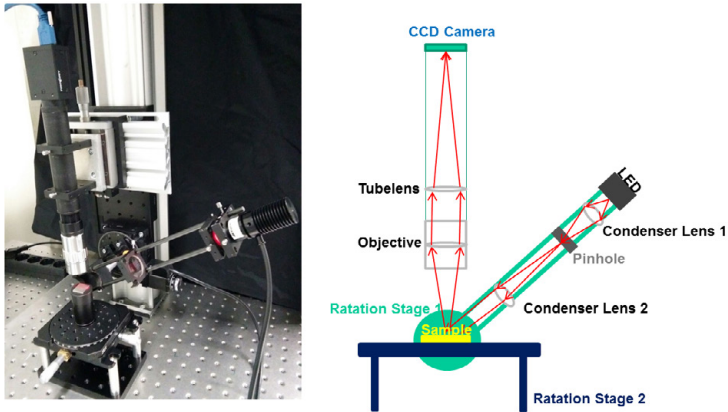 CCD Camera
LED
Tubelens
Condenser Lens 1
Objective
Pinhole
Ratation Stage 1
Condenser Lens 2
Sample
Ratation Stage 2